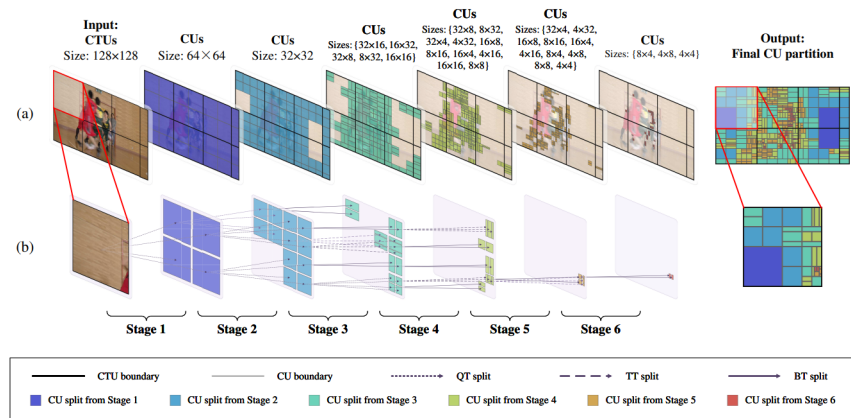 Input:
CTUs
Size: 128×128
CUs
Size: 64×64
CUs
Size: 32×32
CUs
Sizes: {32×16, 16×32,
32×8, 8×32, 16×16}
CUs
Sizes: {32×8, 8×32,
32×4, 4×32, 16×8,
8×16, 16×4, 4×16,
16×16, 8×8}
CUs
Sizes: {32×4, 4×32,
16×8, 8×16, 16×4,
4×16, 8×4, 4×8,
8×8, 4×4}
CUs
Sizes: {8×4, 4×8, 4×4}
Output:
Final CU partition
(a)
(b)
Stage 1
Stage 2
Stage 3
Stage 4
Stage 5
Stage 6
CTU boundary
CU boundary
QT split
TT split
BT split
CU split from Stage 1
CU split from Stage 2
CU split from Stage 3
CU split from Stage 4
CU split from Stage 5
CU split from Stage 6